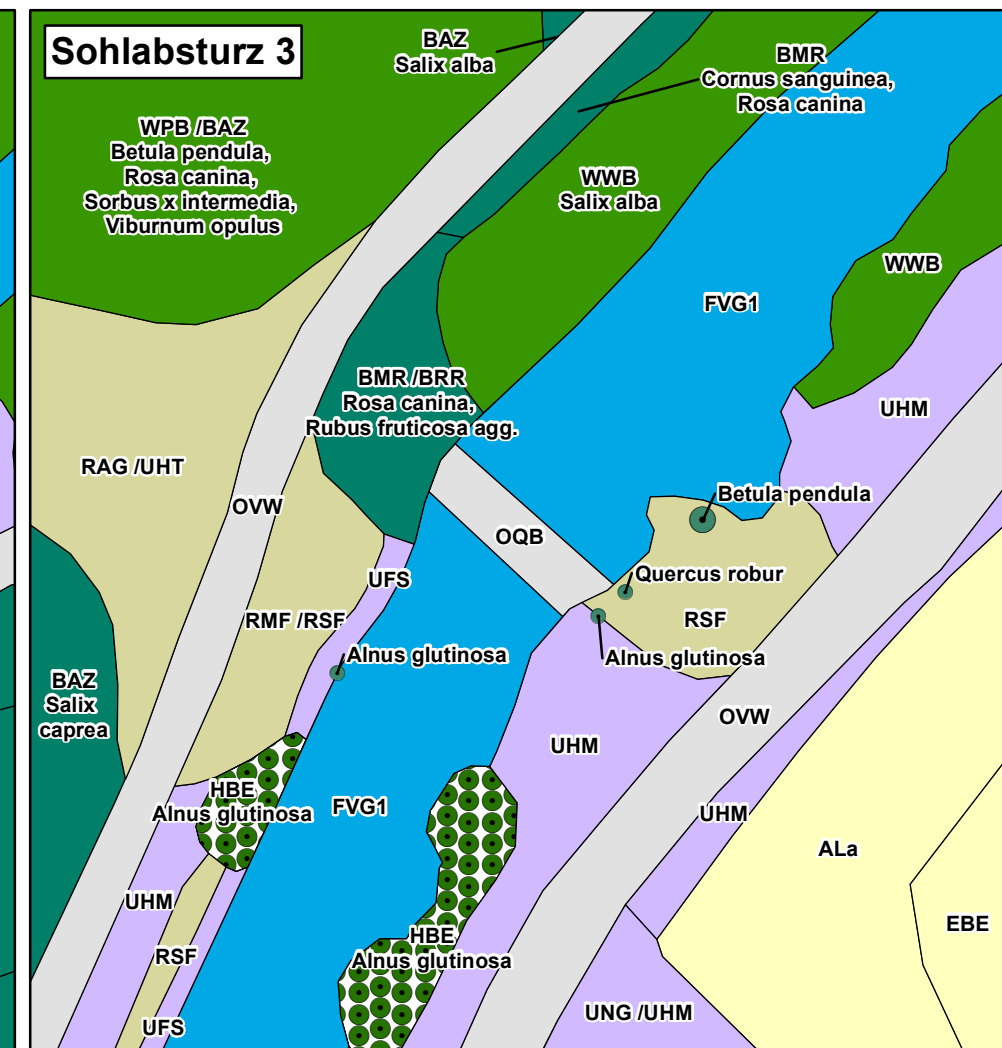 Sohlabsturz 3
BAZ
Salix alba
BMR
Cornus sanguinea,
Rosa canina
WPB /BAZ
Betula pendula,
Rosa canina,
Sorbus x intermedia,
Viburnum opulus
WWB
Salix alba
WWB
FVG1
BMR /BRR
Rosa canina,
Rubus fruticosa agg.
UHM
RAG /UHT
OVW
Betula pendula
OQB
UFS
Quercus robur
RMF /RSF
RSF
Alnus glutinosa
Alnus glutinosa
BAZ
Salix
caprea
OVW
UHM
HBE
Alnus glutinosa
FVG1
UHM
ALa
UHM
EBE
HBE
Alnus glutinosa
RSF
UNG /UHM
UFS